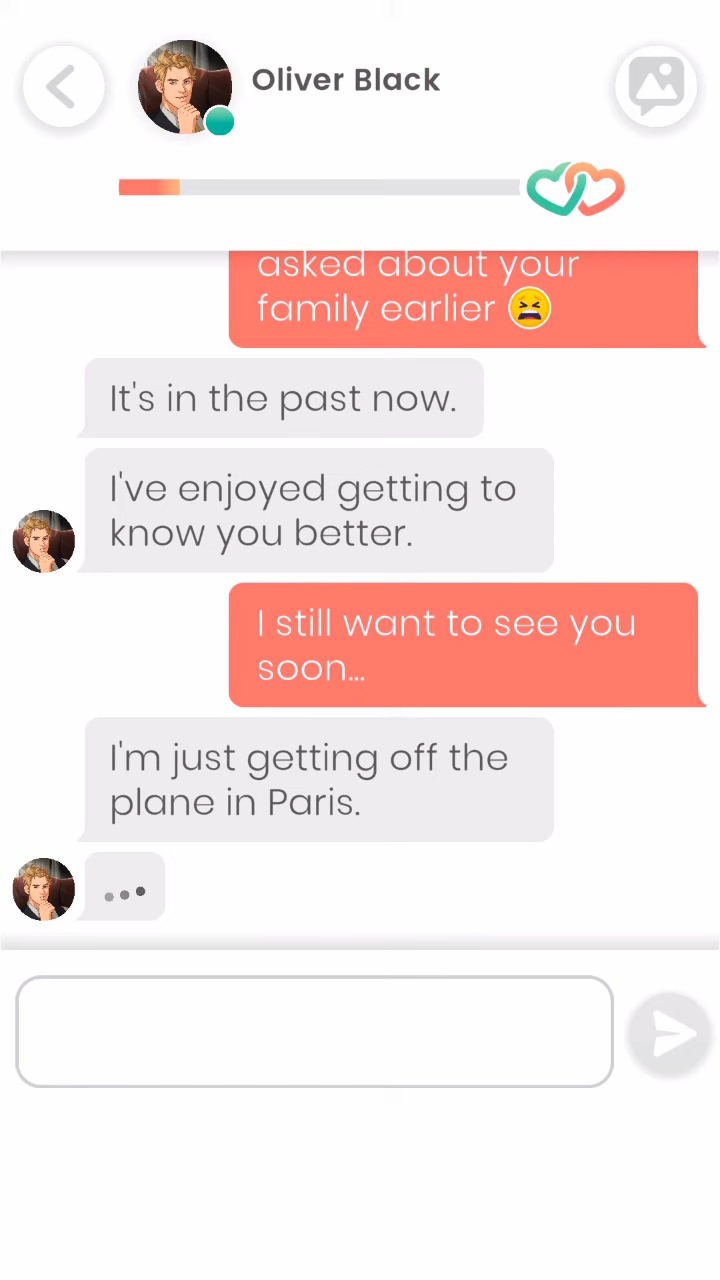 Oliver Black
asked about your
family earlier 😫
It's in the past now.
I've enjoyed getting to
know you better.
I still want to see you
soon...
I'm just getting off the
plane in Paris.